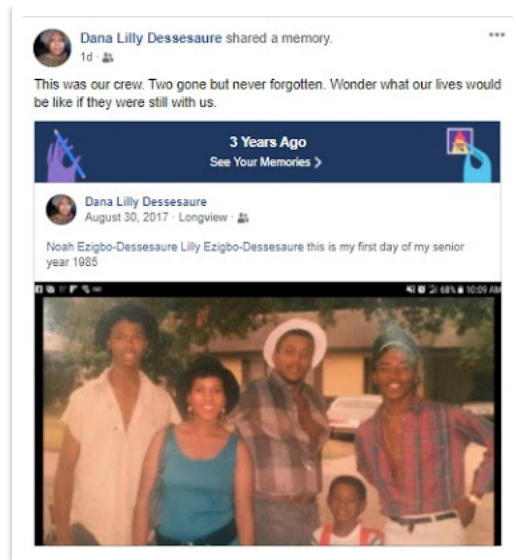 Dana Lilly Dessesaure shared a memory.
1d ·
This was our crew. Two gone but never forgotten. Wonder what our lives would
be like if they were still with us.
3 Years Ago
See Your Memories >
Dana Lilly Dessesaure
August 30, 2017 · Longview ·
Noah Ezigbo-Dessesaure Lilly Ezigbo-Dessesaure this is my first day of my senior
year 1985
68% 10:09 AM